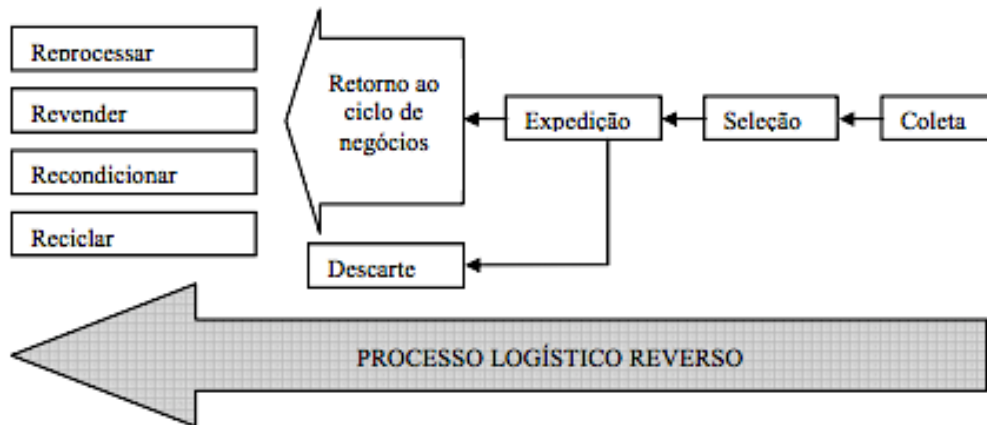 Reprocessar
Revender
Recondicionar
Reciclar
Retorno ao
ciclo de
negócios
Expedição
Seleção
Coleta
Descarte
PROCESSO LOGÍSTICO REVERSO